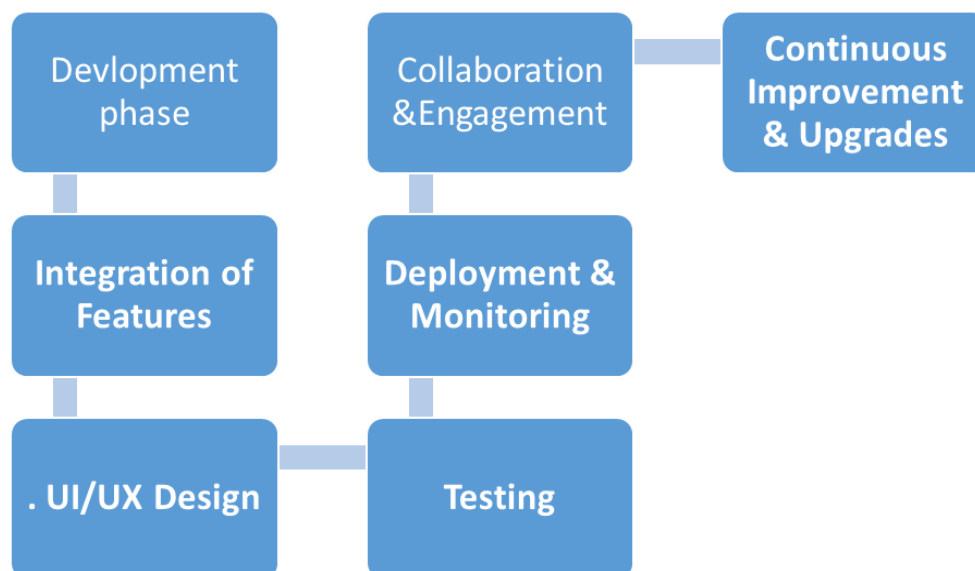 Devlopment
phase
Integration of
Features
. UI/UX Design
Testing
Deployment &
Monitoring
Collaboration
&Engagement
Continuous
Improvement
& Upgrades